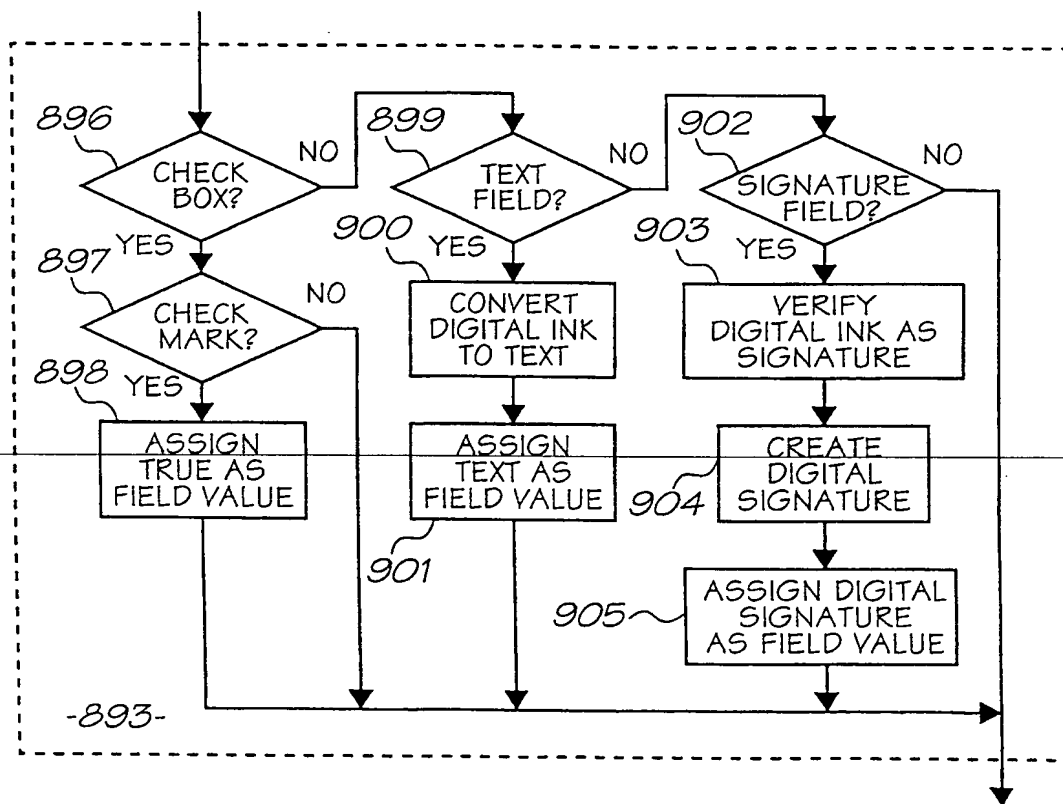 896
CHECK
BOX?
NO
YES
897
CHECK
MARK?
NO
YES
898
ASSIGN
TRUE AS
FIELD VALUE
899
TEXT
FIELD?
NO
YES
900
CONVERT
DIGITAL INK
TO TEXT
ASSIGN
TEXT AS
FIELD VALUE
901
902
SIGNATURE
FIELD?
NO
YES
903
VERIFY
DIGITAL INK AS
SIGNATURE
CREATE
DIGITAL
SIGNATURE
904
ASSIGN DIGITAL
SIGNATURE
AS FIELD VALUE
905
-893-